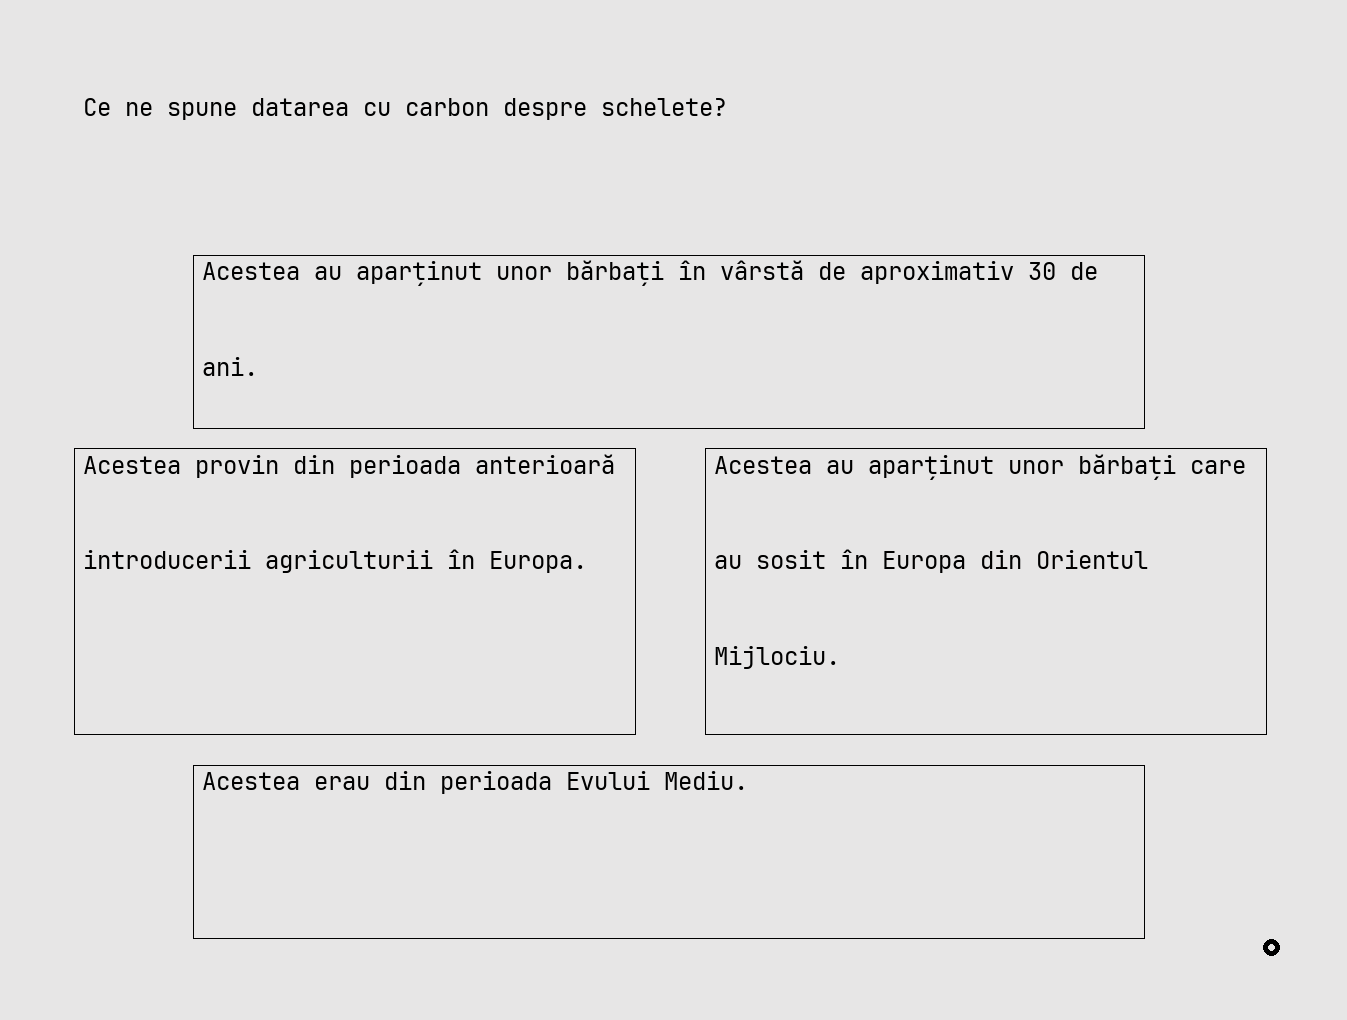 Ce ne spune datarea cu carbon despre schelete?
Acestea au aparținut unor bărbați în vârstă de aproximativ 30 de
ani.
Acestea provin din perioada anterioară
introducerii agriculturii în Europa.
Acestea au aparținut unor bărbați care
au sosit în Europa din Orientul
Mijlociu.
Acestea erau din perioada Evului Mediu.